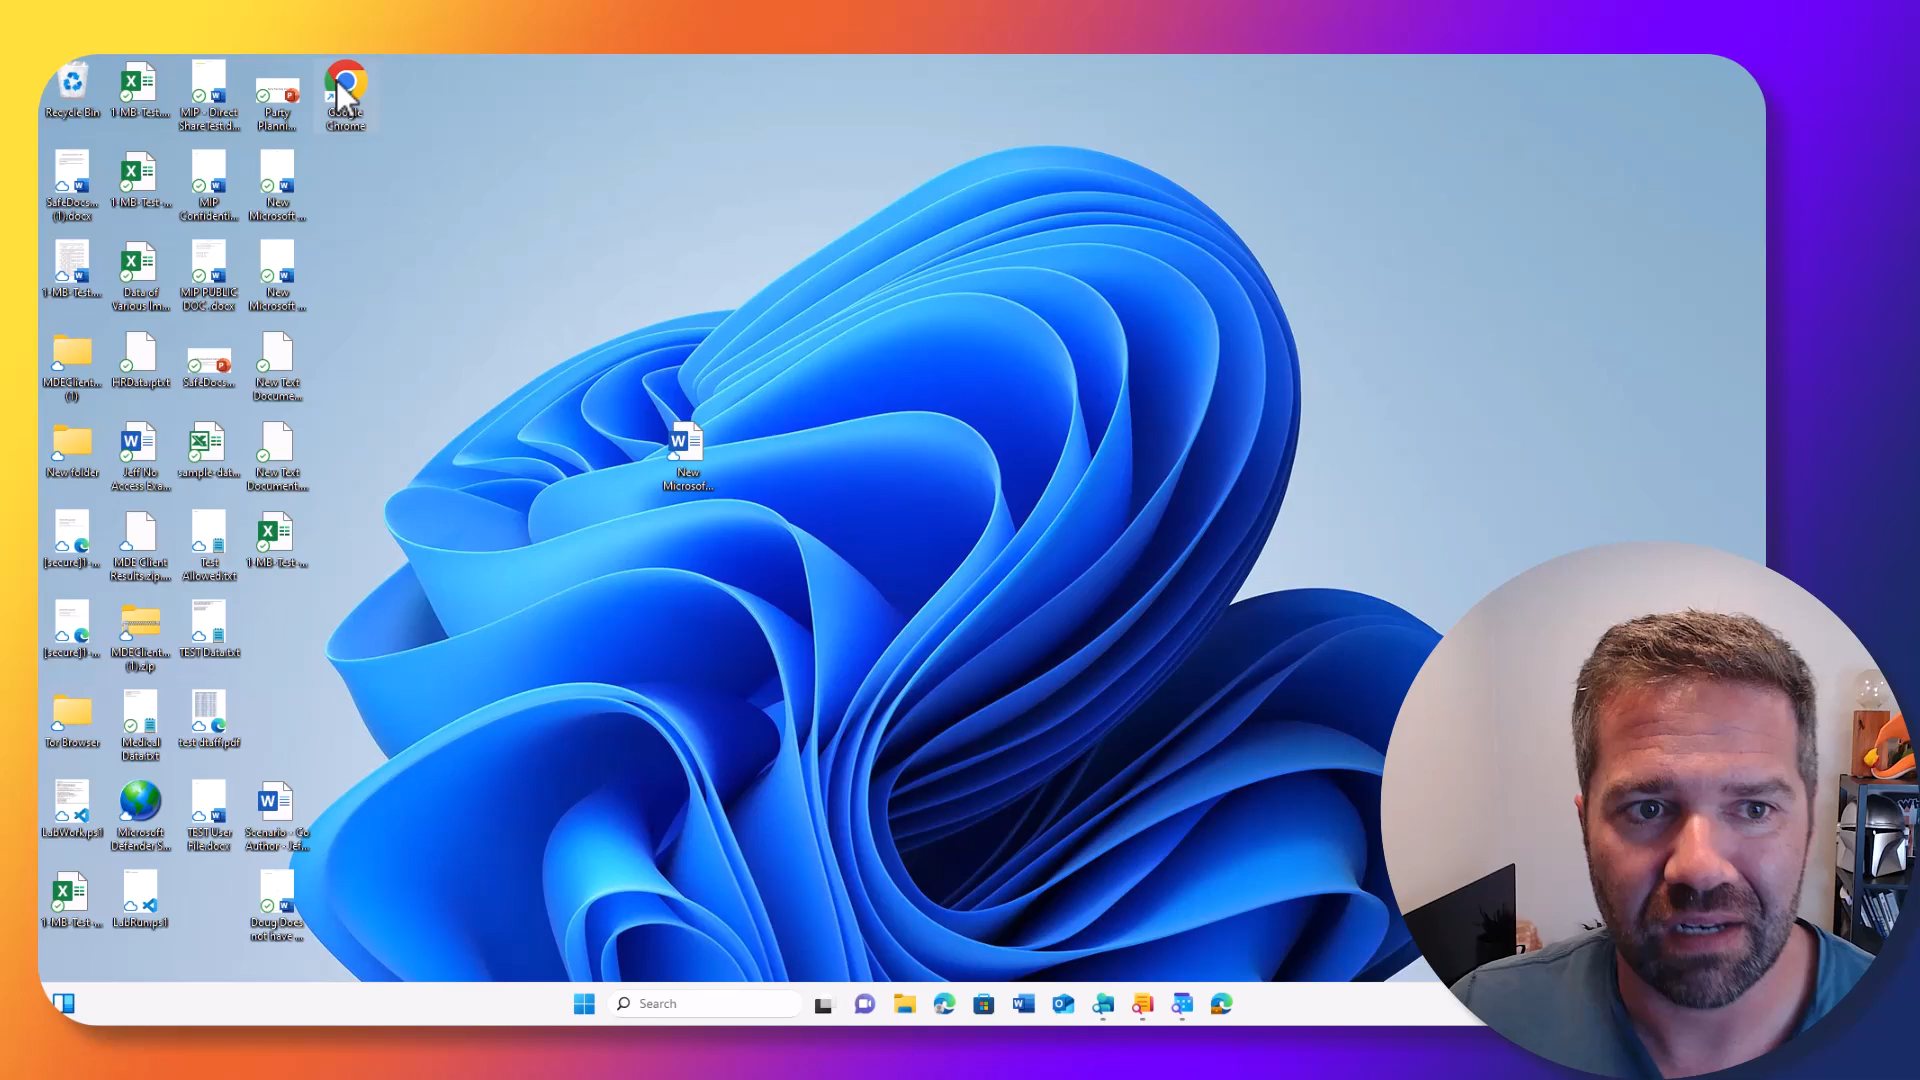 Recycle Bin
1-MB-Test....
MIP - Direct
ShareTest.d...
Party
Planni...
Google
Chrome
SafeDocs...
(1).docx
1-MB-Test-...
MIP
Confidenti...
New
Microsoft ...
1-MB-Test....
Data of
Various Im...
MIP PUBLIC
DOC .docx
New
Microsoft ...
MDEClient...
(1)
HRData.ptxt
SafeDocs...
New Text
Docume...
New folder
Jeff No
Access Exa...
sample-dat...
New Text
Document....
New
Microsof...
[secure]1-...
MDE Client
Results.zip....
Test
Allowed.txt
1-MB-Test-...
[secure]1-...
MDEClient...
(1).zip
TEST Data.txt
Tor Browser
Medical
Data.txt
test dtaff.pdf
LabWork.ps1
Microsoft
Defender S...
TEST User
File.docx
Scenario - Co
Author - Jef...
1-MB-Test-...
LabRun.ps1
Doug Does
not have ...
Search